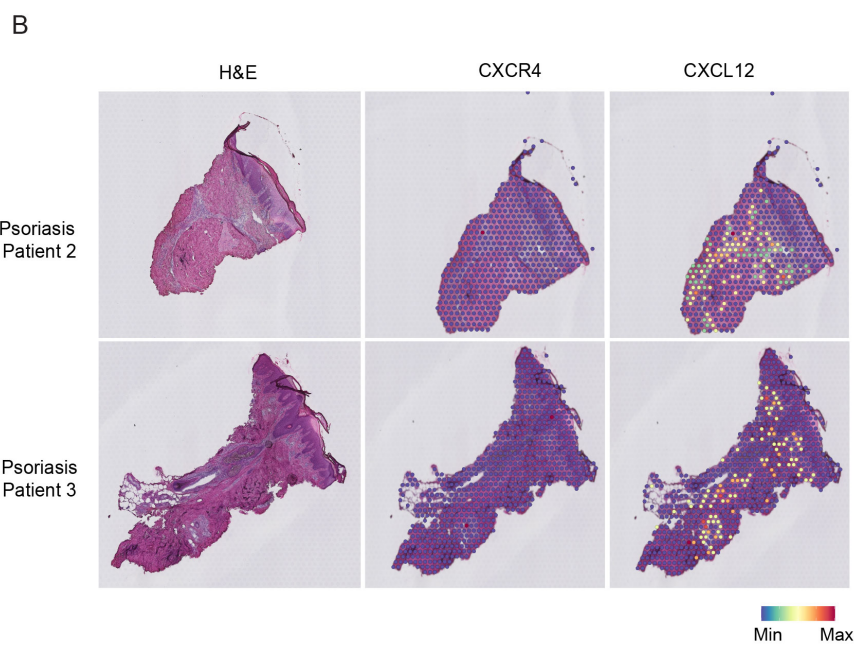 B
H&E
CXCR4
CXCL12
Psoriasis
Patient 2
Psoriasis
Patient 3
Min
Max